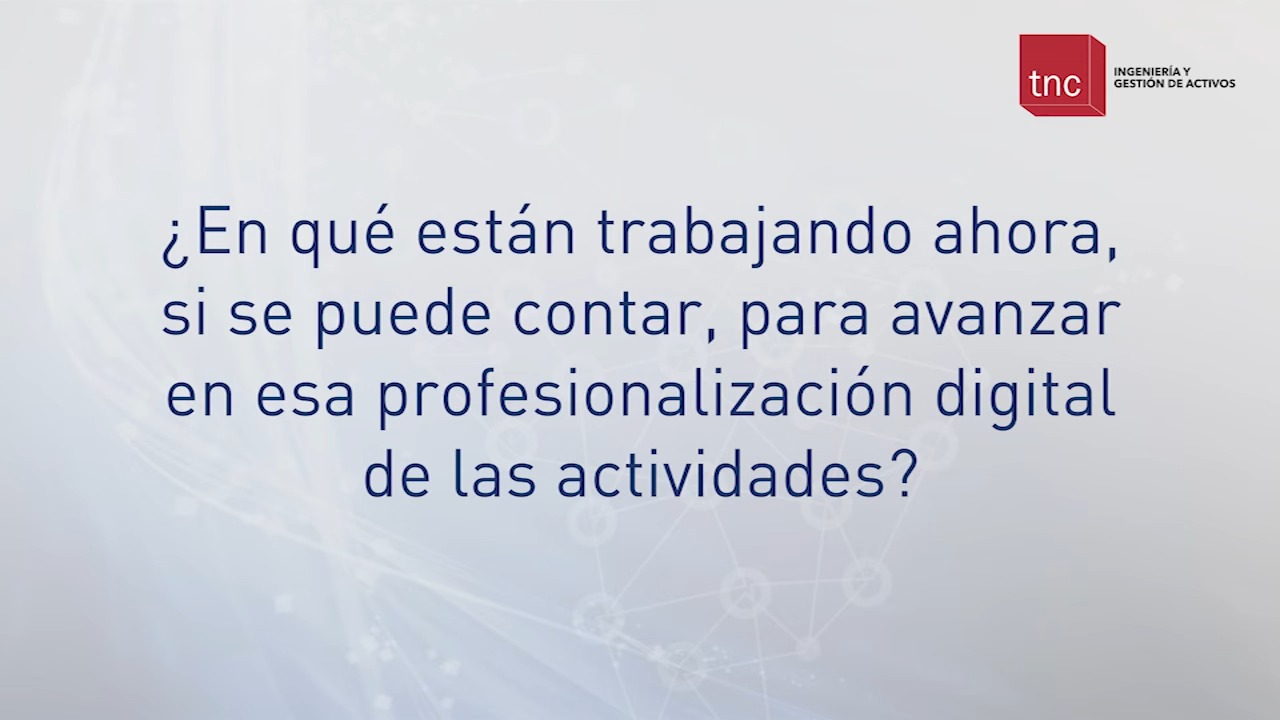 tnc
INGENIERÍA Y
GESTIÓN DE ACTIVOS
¿En qué están trabajando ahora,
si se puede contar, para avanzar
en esa profesionalización digital
de las actividades?